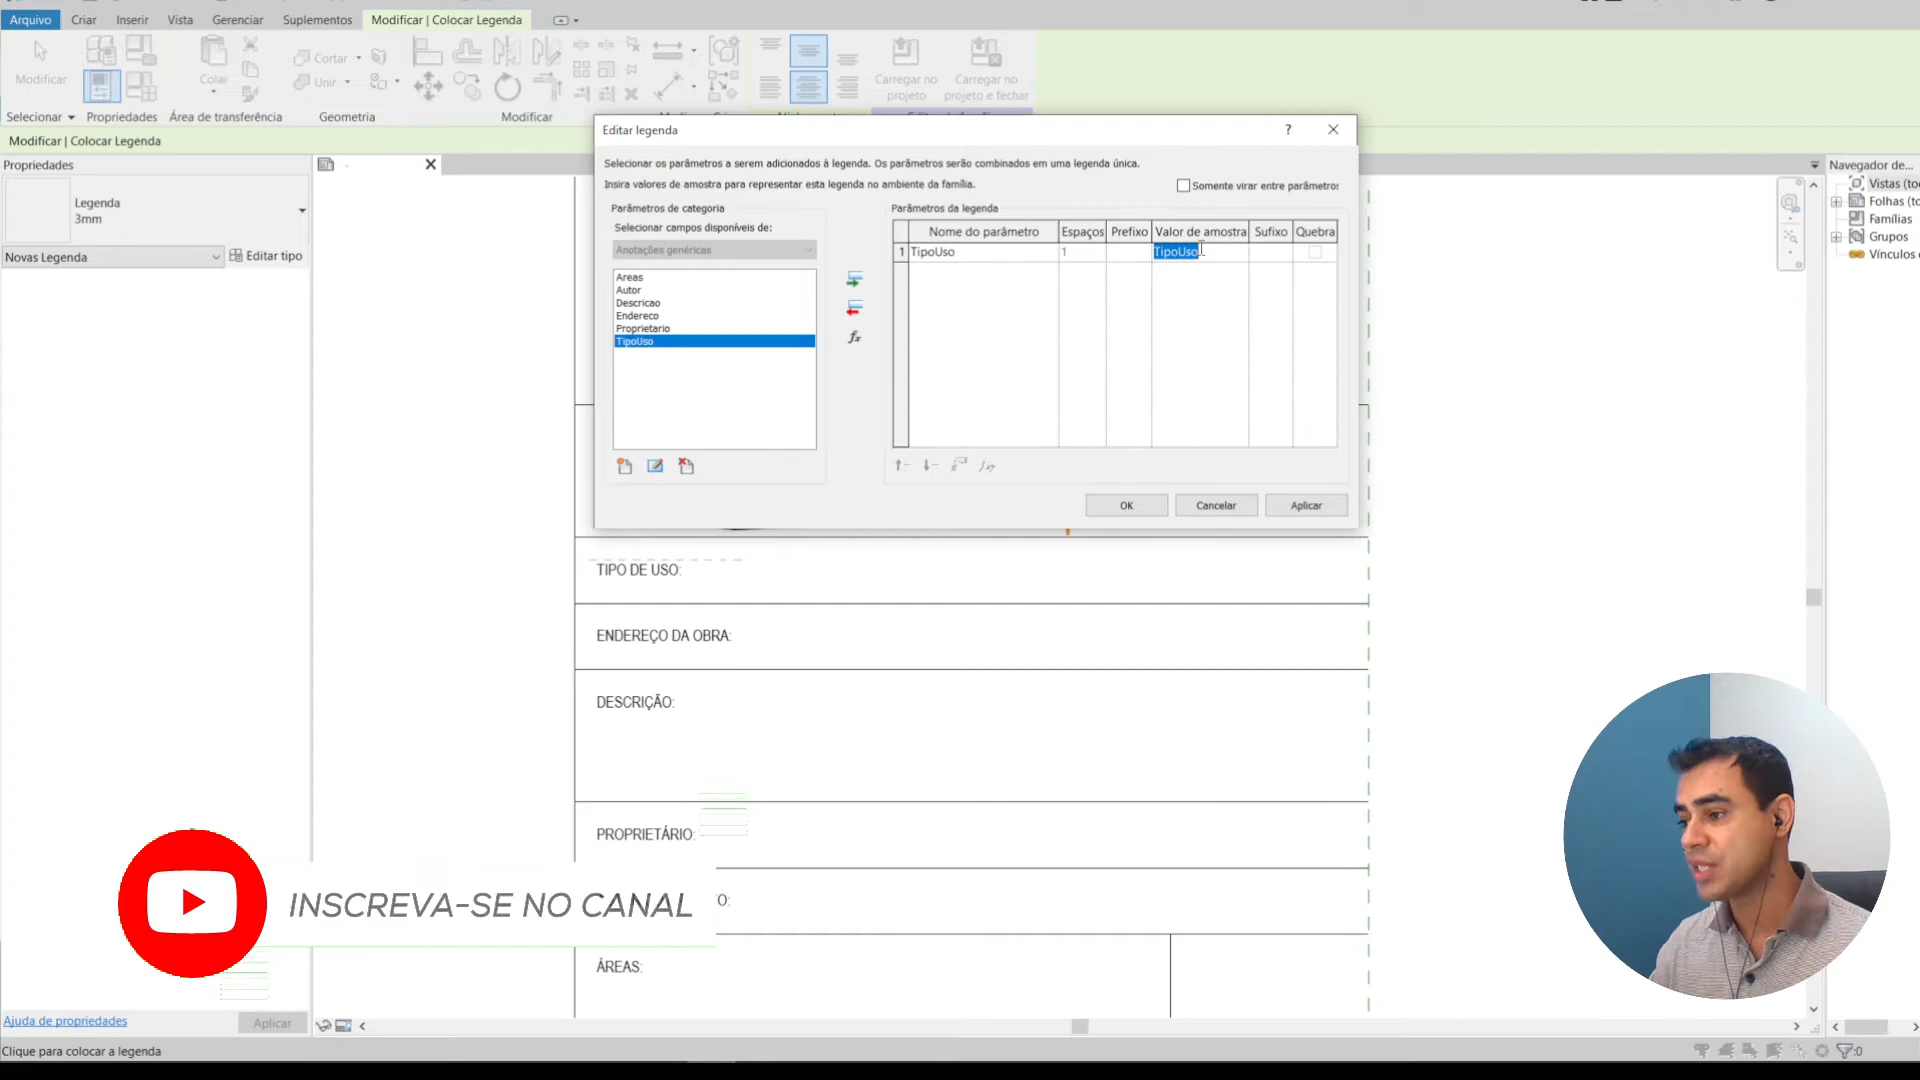 Arquivo Criar Inserir Vista Gerenciar Suplementos Modificar | Colocar Legenda
Modificar
Colar
Cortar
Unir
Carregar no projeto
Carregar no projeto e fechar
Selecionar Propriedades Área de transferência Geometria Modificar
Modificar | Colocar Legenda
Propriedades
Legenda
3mm
Novas Legenda
Editar tipo
Editar legenda
?
Selecionar os parâmetros a serem adicionados à legenda. Os parâmetros serão combinados em uma legenda única.
Insira valores de amostra para representar esta legenda no ambiente da família.
Somente virar entre parâmetros
Parâmetros de categoria
Selecionar campos disponíveis de:
Anotações genéricas
Areas
Autor
Descricao
Endereco
Proprietario
TipoUso
fx
Parâmetros da legenda
Nome do parâmetro Espaços Prefixo Valor de amostra Sufixo Quebra
1 TipoUso 1 TipoUso
OK Cancelar Aplicar
Navegador de...
Vistas (to
Folhas (to
Famílias
Grupos
Vínculos
TIPO DE USO:
ENDEREÇO DA OBRA:
DESCRIÇÃO:
PROPRIETÁRIO:
O:
ÁREAS:
INSCREVA-SE NO CANAL
Ajuda de propriedades
Aplicar
Clique para colocar a legenda
:0